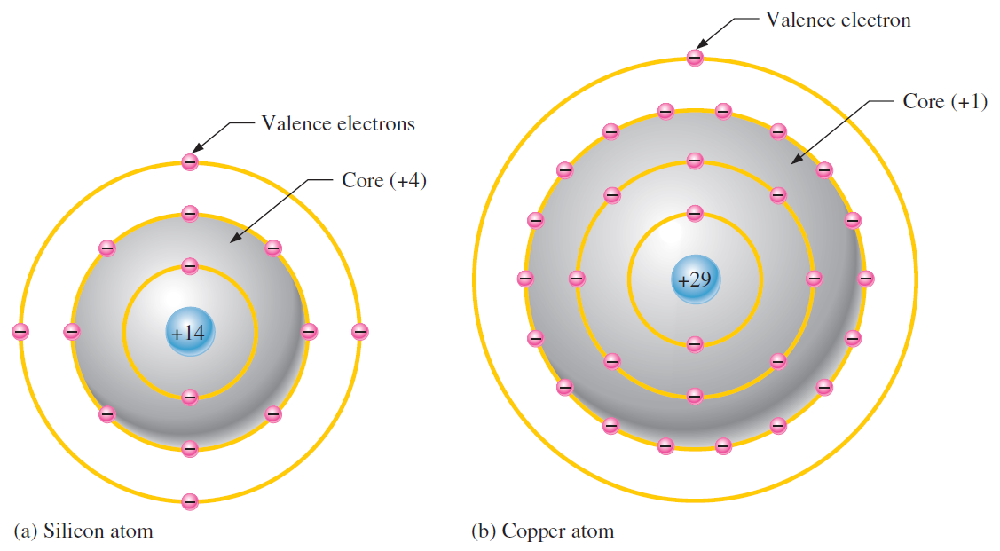 Valence electron
Core (+1)
Valence electrons
Core (+4)
+29
+14
(a) Silicon atom
(b) Copper atom